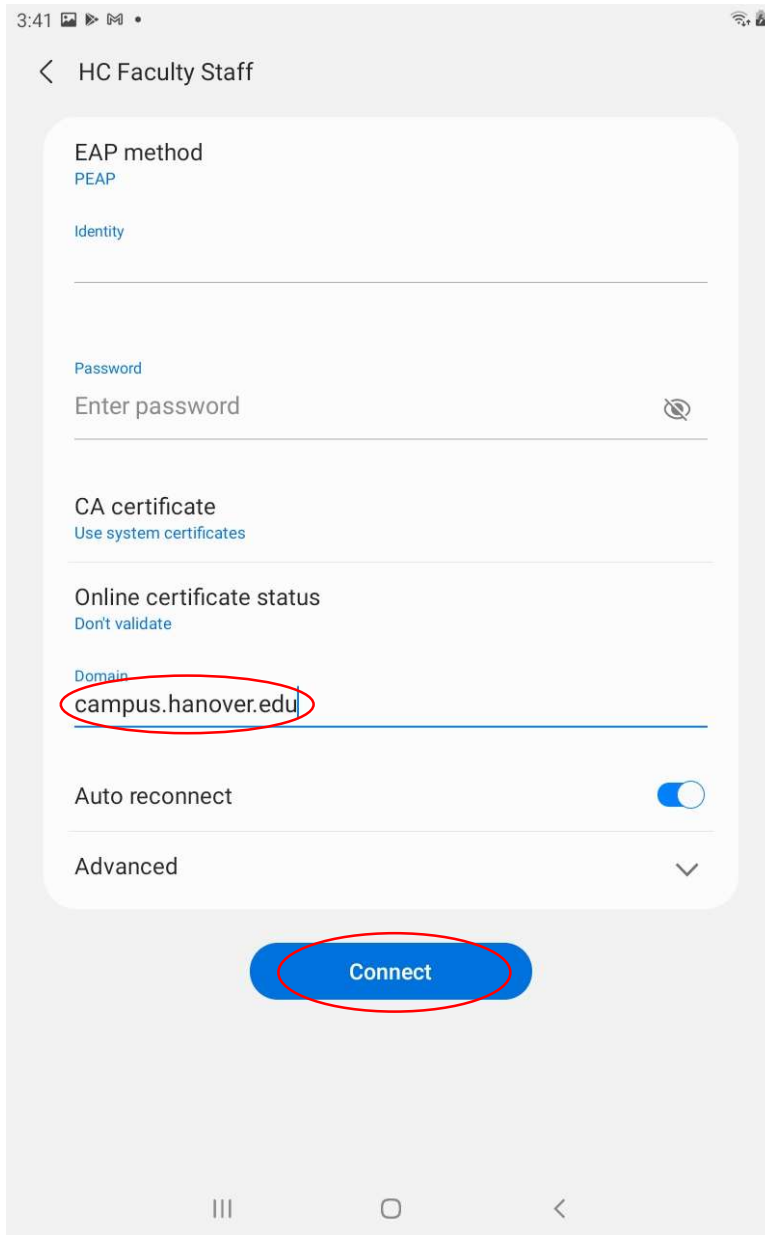 3:41
HC Faculty Staff
EAP method
PEAP
Identity
Password
Enter password
CA certificate
Use system certificates
Online certificate status
Don't validate
Domain
campus.hanover.edu
Auto reconnect
Advanced
Connect